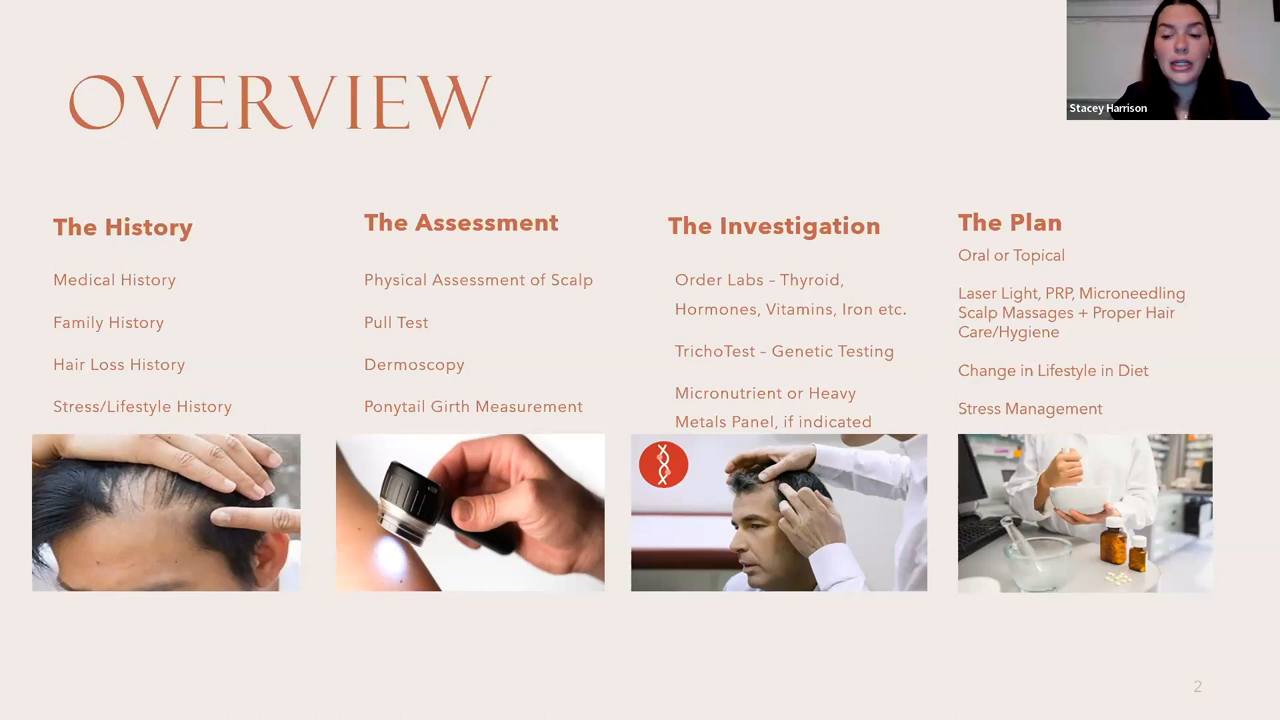 OVERVIEW
Stacey Harrison
The History
Medical History
Family History
Hair Loss History
Stress/Lifestyle History
The Assessment
Physical Assessment of Scalp
Pull Test
Dermoscopy
Ponytail Girth Measurement
The Investigation
Order Labs – Thyroid,
Hormones, Vitamins, Iron etc.
TrichoTest – Genetic Testing
Micronutrient or Heavy
Metals Panel, if indicated
The Plan
Oral or Topical
Laser Light, PRP, Microneedling
Scalp Massages + Proper Hair
Care/Hygiene
Change in Lifestyle in Diet
Stress Management
2